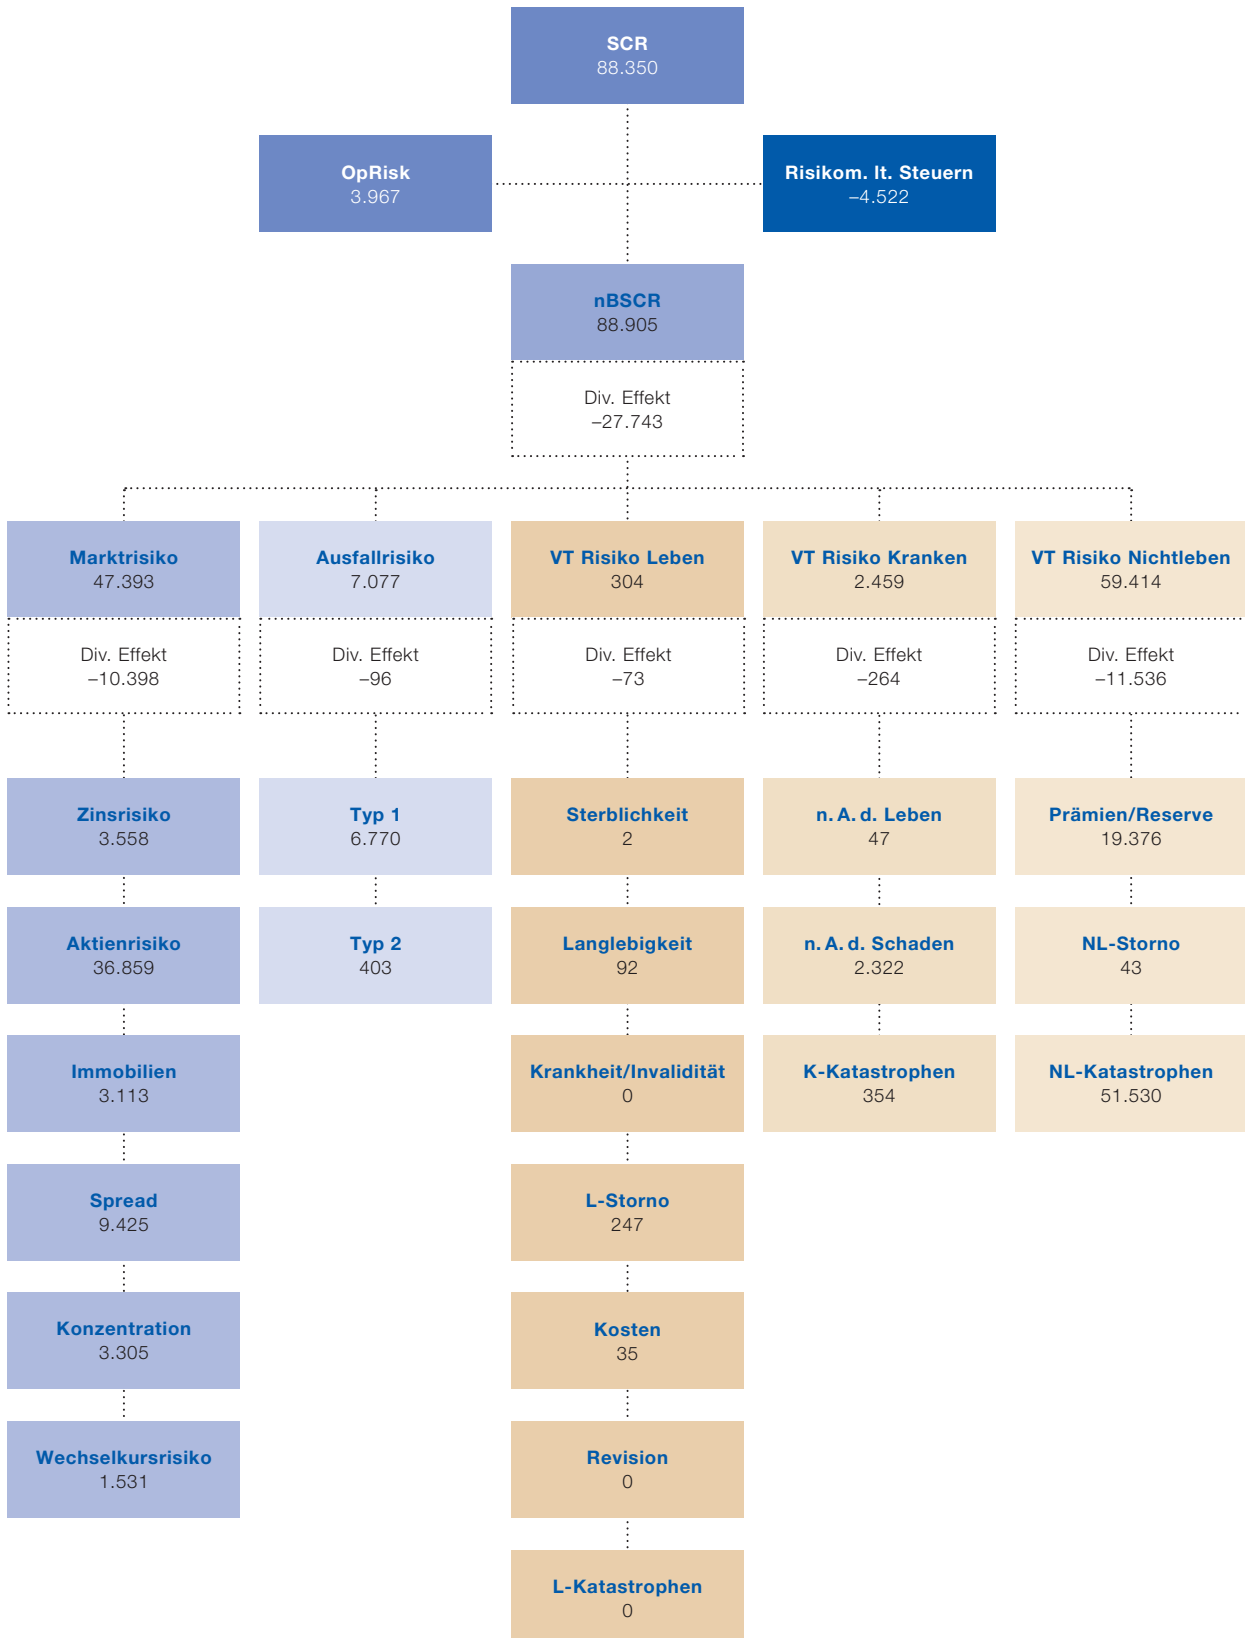 SCR
88.350
OpRisk
3.967
Risikom. lt. Steuern
–4.522
nBSCR
88.905
Div. Effekt
–27.743
Marktrisiko
47.393
Ausfallrisiko
7.077
VT Risiko Leben
304
VT Risiko Kranken
2.459
VT Risiko Nichtleben
59.414
Div. Effekt
–10.398
Div. Effekt
–96
Div. Effekt
–73
Div. Effekt
–264
Div. Effekt
–11.536
Zinsrisiko
3.558
Typ 1
6.770
Sterblichkeit
2
n. A. d. Leben
47
Prämien/Reserve
19.376
Aktienrisiko
36.859
Typ 2
403
Langlebigkeit
92
n. A. d. Schaden
2.322
NL-Storno
43
Immobilien
3.113
Krankheit/Invalidität
0
K-Katastrophen
354
NL-Katastrophen
51.530
Spread
9.425
L-Storno
247
Konzentration
3.305
Kosten
35
Wechselkursrisiko
1.531
Revision
0
L-Katastrophen
0